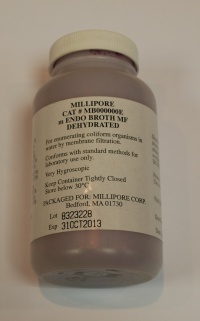 MILLIPORE
CAT # MB000000E
m ENDO BROTH MF
DEHYDRATED
For enumerating coliform organisms in
water by membrane filtration.
Conforms with standard methods for
laboratory use only.
Very Hygroscopic
Keep Container Tightly Closed
Store below 30°C
PACKAGED FOR: MILLIPORE CORP.
Bedford, MA 01730
Lot 8323228
Exp 31OCT2013